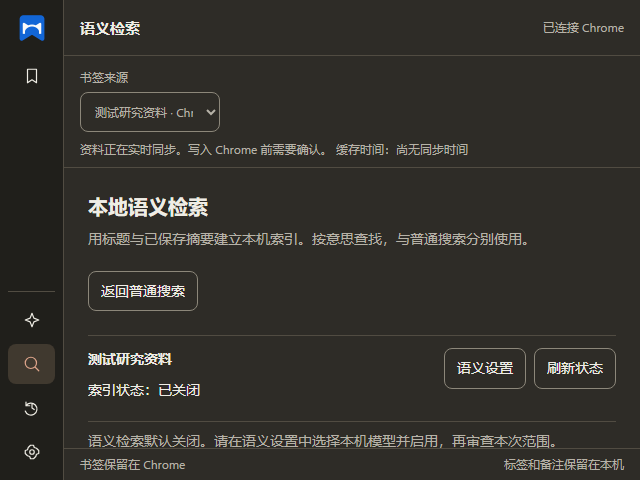 语义检索
已连接 Chrome
书签来源
测试研究资料 · Chr
资料正在实时同步。写入 Chrome 前需要确认。 缓存时间：尚无同步时间
本地语义检索
用标题与已保存摘要建立本机索引。按意思查找，与普通搜索分别使用。
返回普通搜索
测试研究资料
语义设置
刷新状态
索引状态：已关闭
语义检索默认关闭。请在语义设置中选择本机模型并启用，再审查本次范围。
书签保留在 Chrome
标签和备注保留在本机